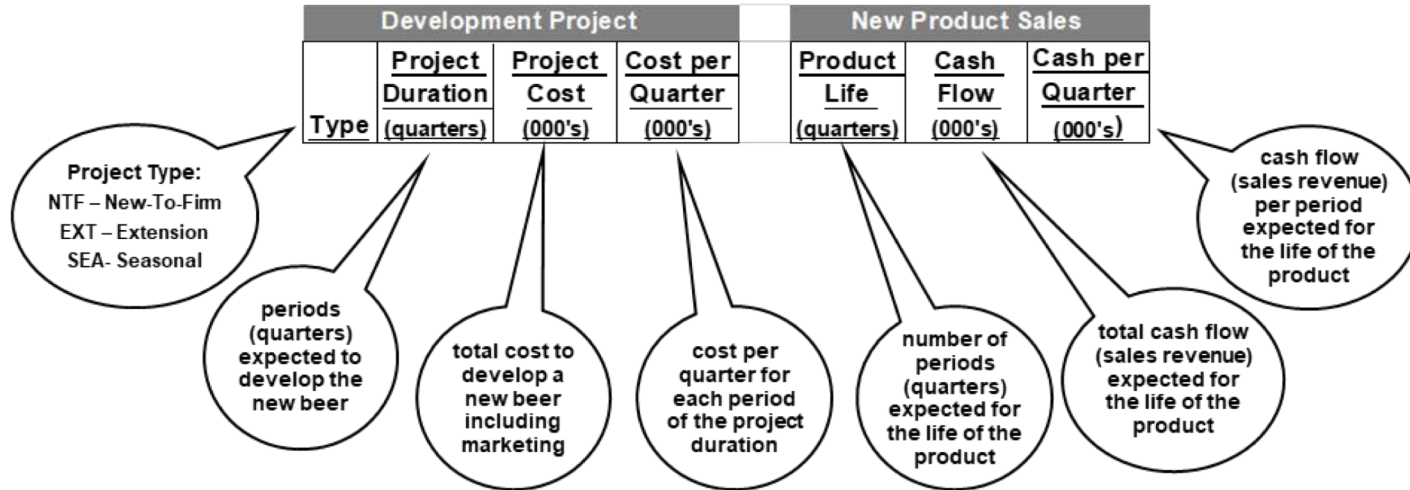 Development Project
New Product Sales
Type
Project
Duration
(quarters)
Project
Cost
(000's)
Cost per
Quarter
(000's)
Product
Life
(quarters)
Cash
Flow
(000's)
Cash per
Quarter
(000's)
Project Type:
NTF – New-To-Firm
EXT – Extension
SEA- Seasonal
periods
(quarters)
expected to
develop the
new beer
total cost to
develop a
new beer
including
marketing
cost per
quarter for
each period
of the project
duration
number of
periods
(quarters)
expected for
the life of the
product
total cash flow
(sales revenue)
expected for
the life of the
product
cash flow
(sales revenue)
per period
expected for
the life of the
product